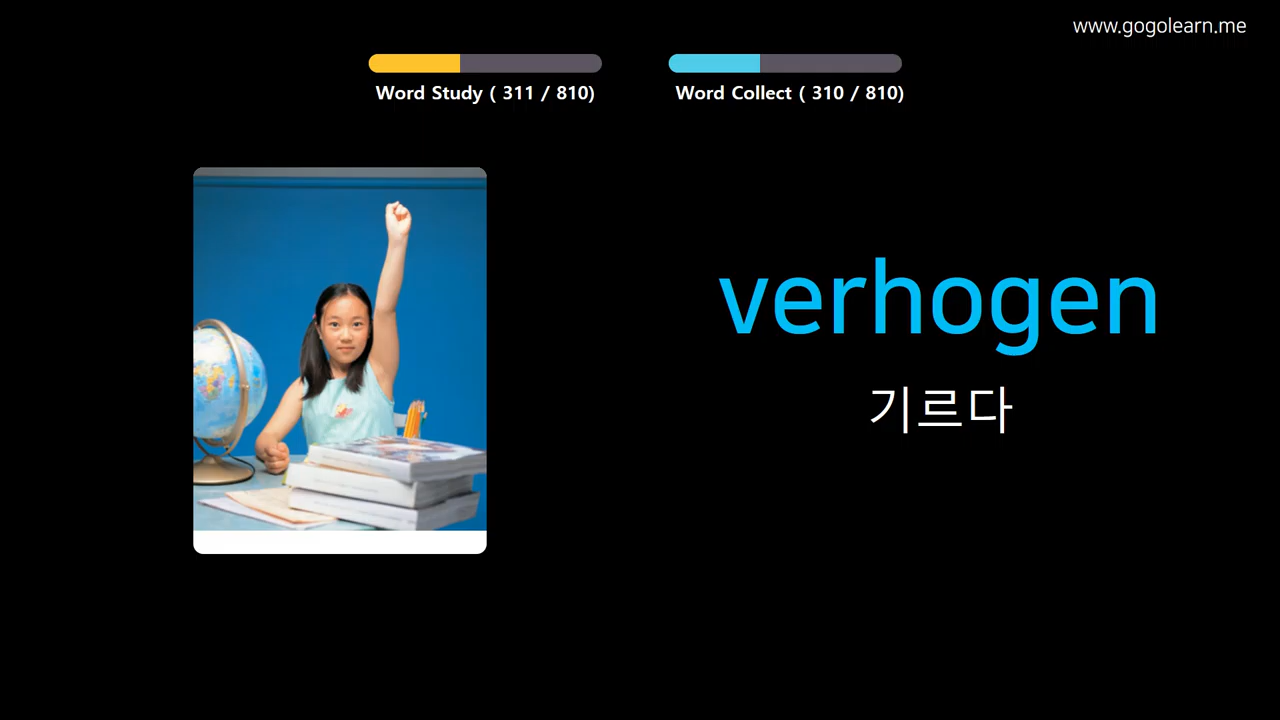 www.gogolearn.me
Word Study ( 311 / 810)
Word Collect ( 310 / 810)
verhogen
기르다